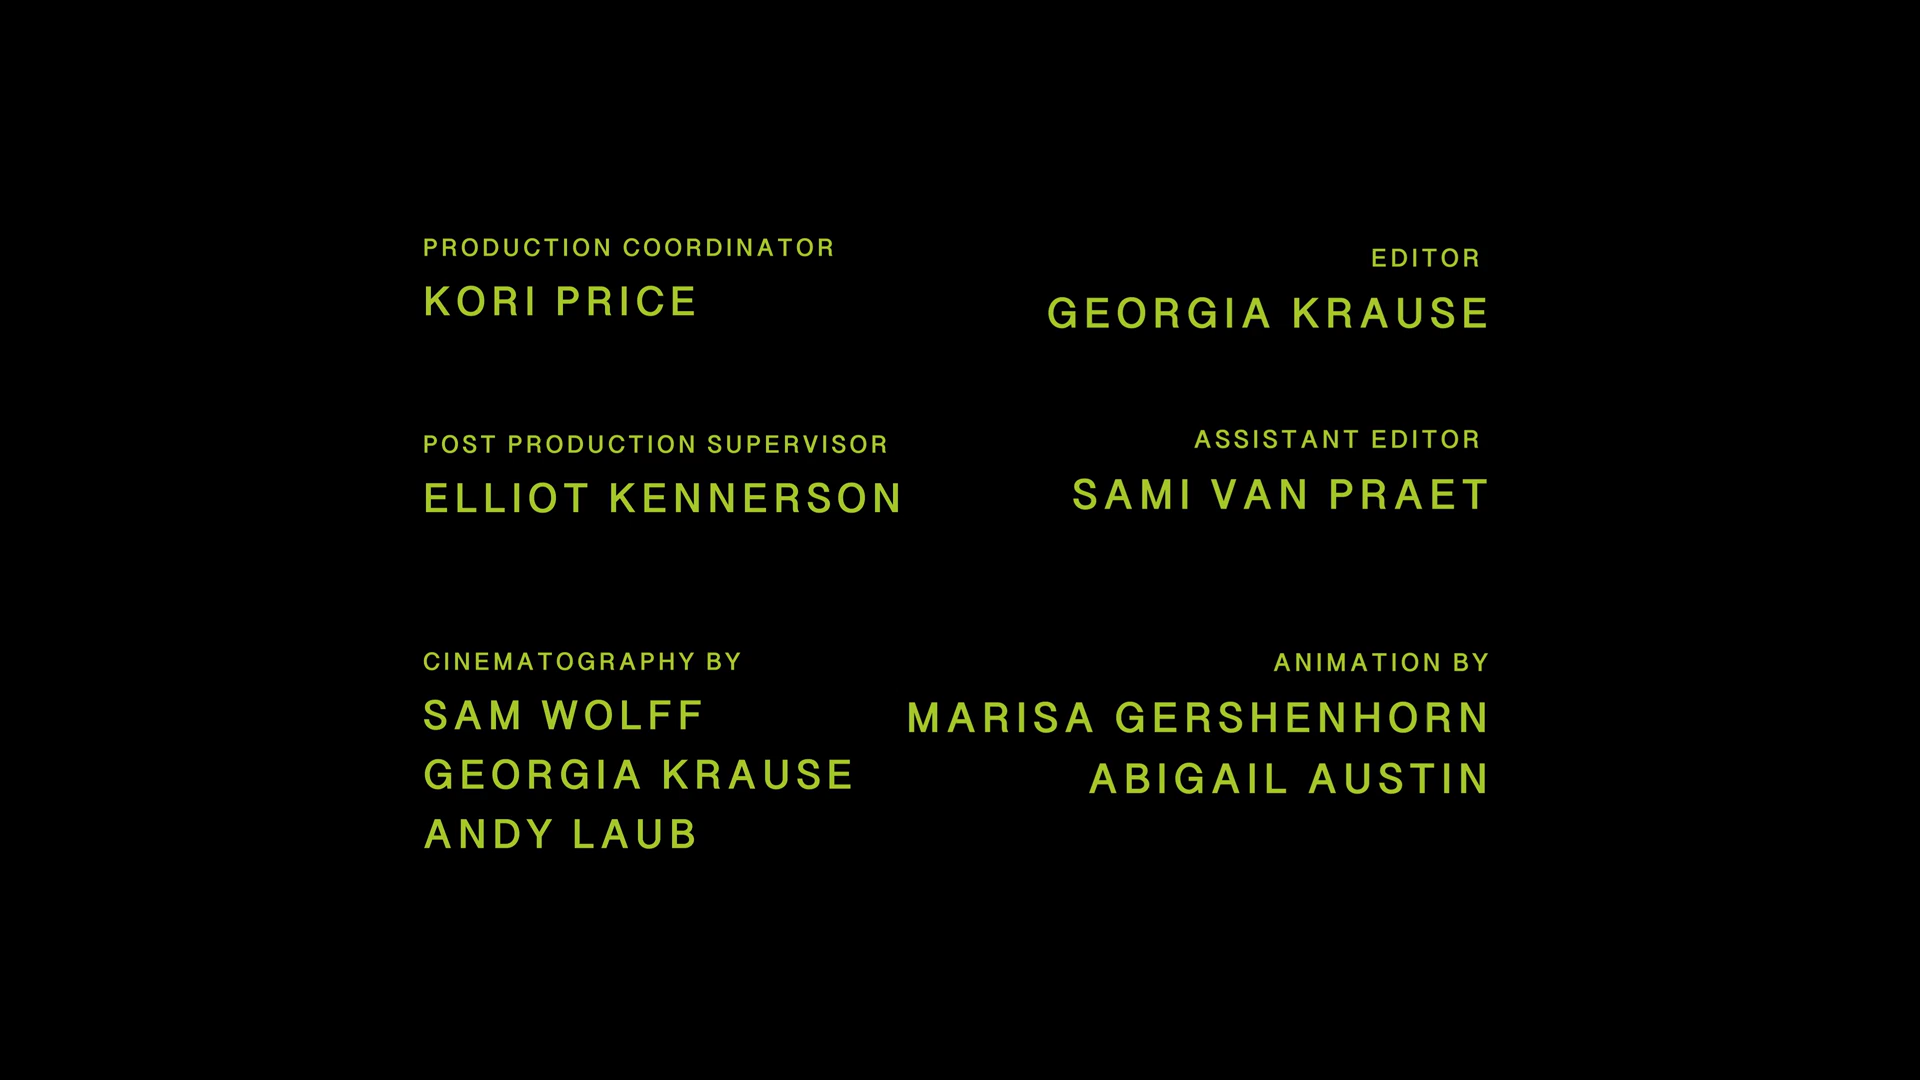 PRODUCTION COORDINATOR
KORI PRICE
EDITOR
GEORGIA KRAUSE
POST PRODUCTION SUPERVISOR
ELLIOT KENNERSON
ASSISTANT EDITOR
SAMI VAN PRAET
CINEMATOGRAPHY BY
SAM WOLFF
GEORGIA KRAUSE
ANDY LAUB
ANIMATION BY
MARISA GERSHENHORN
ABIGAIL AUSTIN